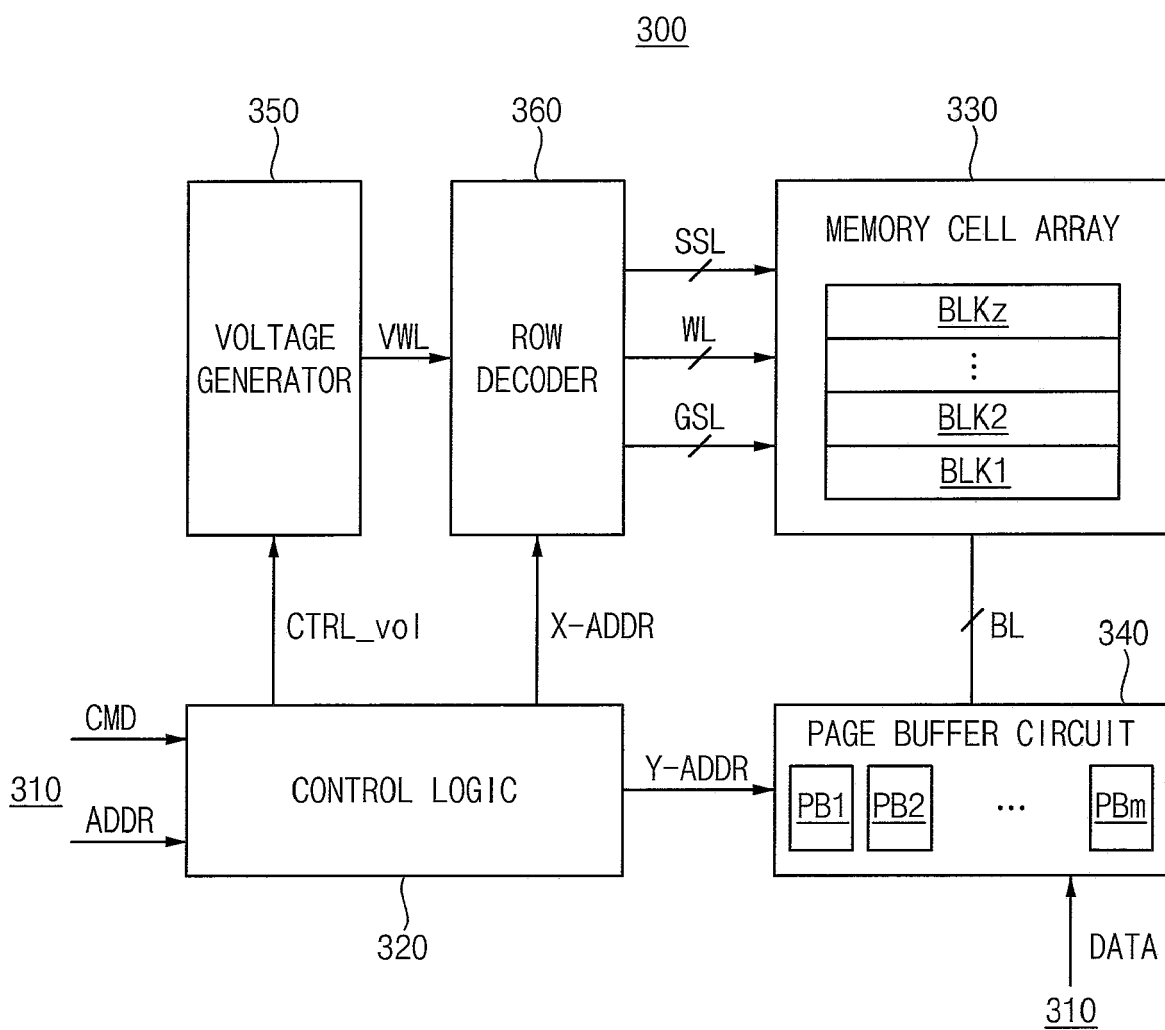 300
350
360
330
VOLTAGE
GENERATOR
VWL
ROW
DECODER
SSL
WL
GSL
MEMORY CELL ARRAY
BLKz
⋮
BLK2
BLK1
CTRL_vol
X-ADDR
BL
340
CMD
310
ADDR
CONTROL LOGIC
320
Y-ADDR
PAGE BUFFER CIRCUIT
PB1 PB2 ... PBm
DATA
310